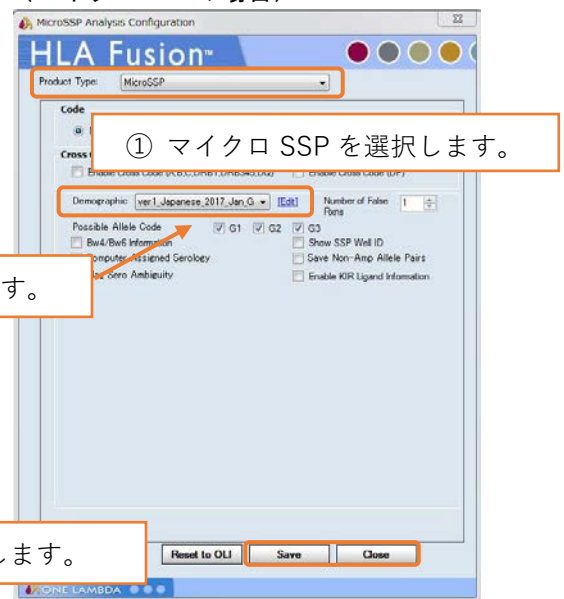 MicroSSP Analysis Configuration
HLA Fusion™
Product Type: MicroSSP
Code
① マイクロ SSP を選択します。
Cross
Demographic ver1_Japanese_2017_Jan_G [Edit] Number of False 1
Rxns
Possible Allele Code G1 G2 G3
Bw4/Bw6 Information Show SSP Well ID
Computer Assigned Serology Save Non-Amp Allele Pairs
す。
Sero Ambiguity Enable KIR Ligand Information
します。
Reset to OLI Save Close
ONE LAMBDA